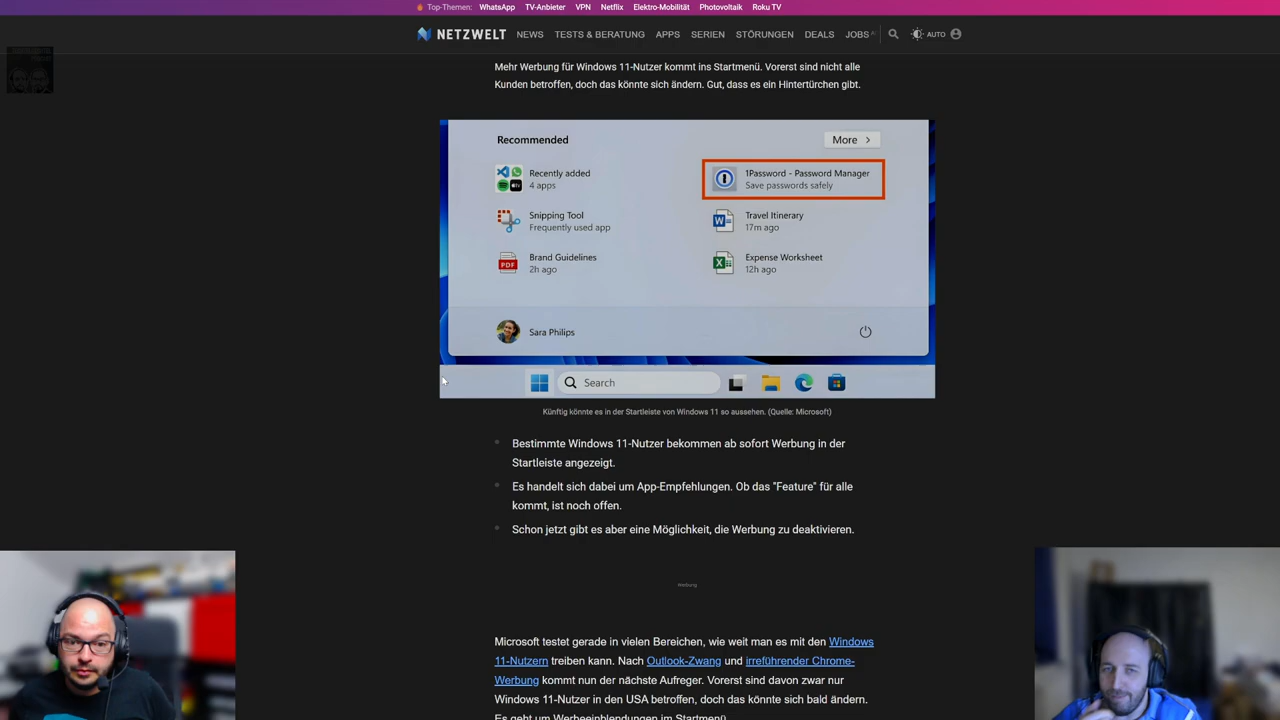 Top-Themen: WhatsApp TV-Anbieter VPN Netflix Elektro-Mobilität Photovoltaik Roku TV
NETZWELT NEWS TESTS & BERATUNG APPS SERIEN STÖRUNGEN DEALS JOBS AUTO
Mehr Werbung für Windows 11-Nutzer kommt ins Startmenü. Vorerst sind nicht alle
Kunden betroffen, doch das könnte sich ändern. Gut, dass es ein Hintertürchen gibt.
Recommended
More
Recently added
4 apps
1Password - Password Manager
Save passwords safely
Snipping Tool
Frequently used app
Travel Itinerary
17m ago
PDF
Brand Guidelines
2h ago
Expense Worksheet
12h ago
Sara Philips
Search
Künftig könnte es in der Startleiste von Windows 11 so aussehen. (Quelle: Microsoft)
Bestimmte Windows 11-Nutzer bekommen ab sofort Werbung in der
Startleiste angezeigt.
Es handelt sich dabei um App-Empfehlungen. Ob das "Feature" für alle
kommt, ist noch offen.
Schon jetzt gibt es aber eine Möglichkeit, die Werbung zu deaktivieren.
Werbung
Microsoft testet gerade in vielen Bereichen, wie weit man es mit den Windows
11-Nutzern treiben kann. Nach Outlook-Zwang und irreführender Chrome-
Werbung kommt nun der nächste Aufreger. Vorerst sind davon zwar nur
Windows 11-Nutzer in den USA betroffen, doch das könnte sich bald ändern.
Es geht um Werbeeinblendungen im Startmenü.